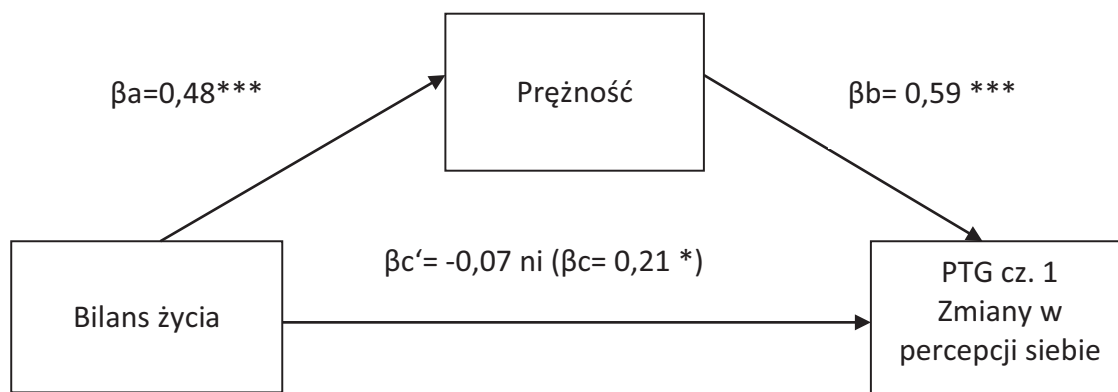 βa=0,48***
Prężność
βb= 0,59 ***
βc‘= -0,07 ni (βc= 0,21 *)
Bilans życia
PTG cz. 1
Zmiany w
percepcji siebie